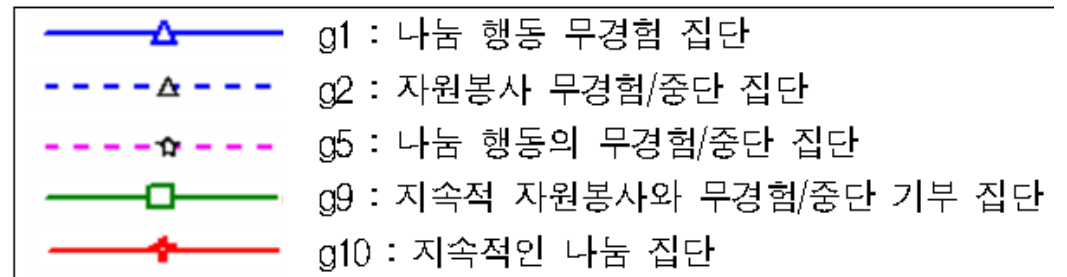 g1 : 나눔 행동 무경험 집단
g2 : 자원봉사 무경험/중단 집단
g5 : 나눔 행동의 무경험/중단 집단
g9 : 지속적 자원봉사와 무경험/중단 기부 집단
g10 : 지속적인 나눔 집단